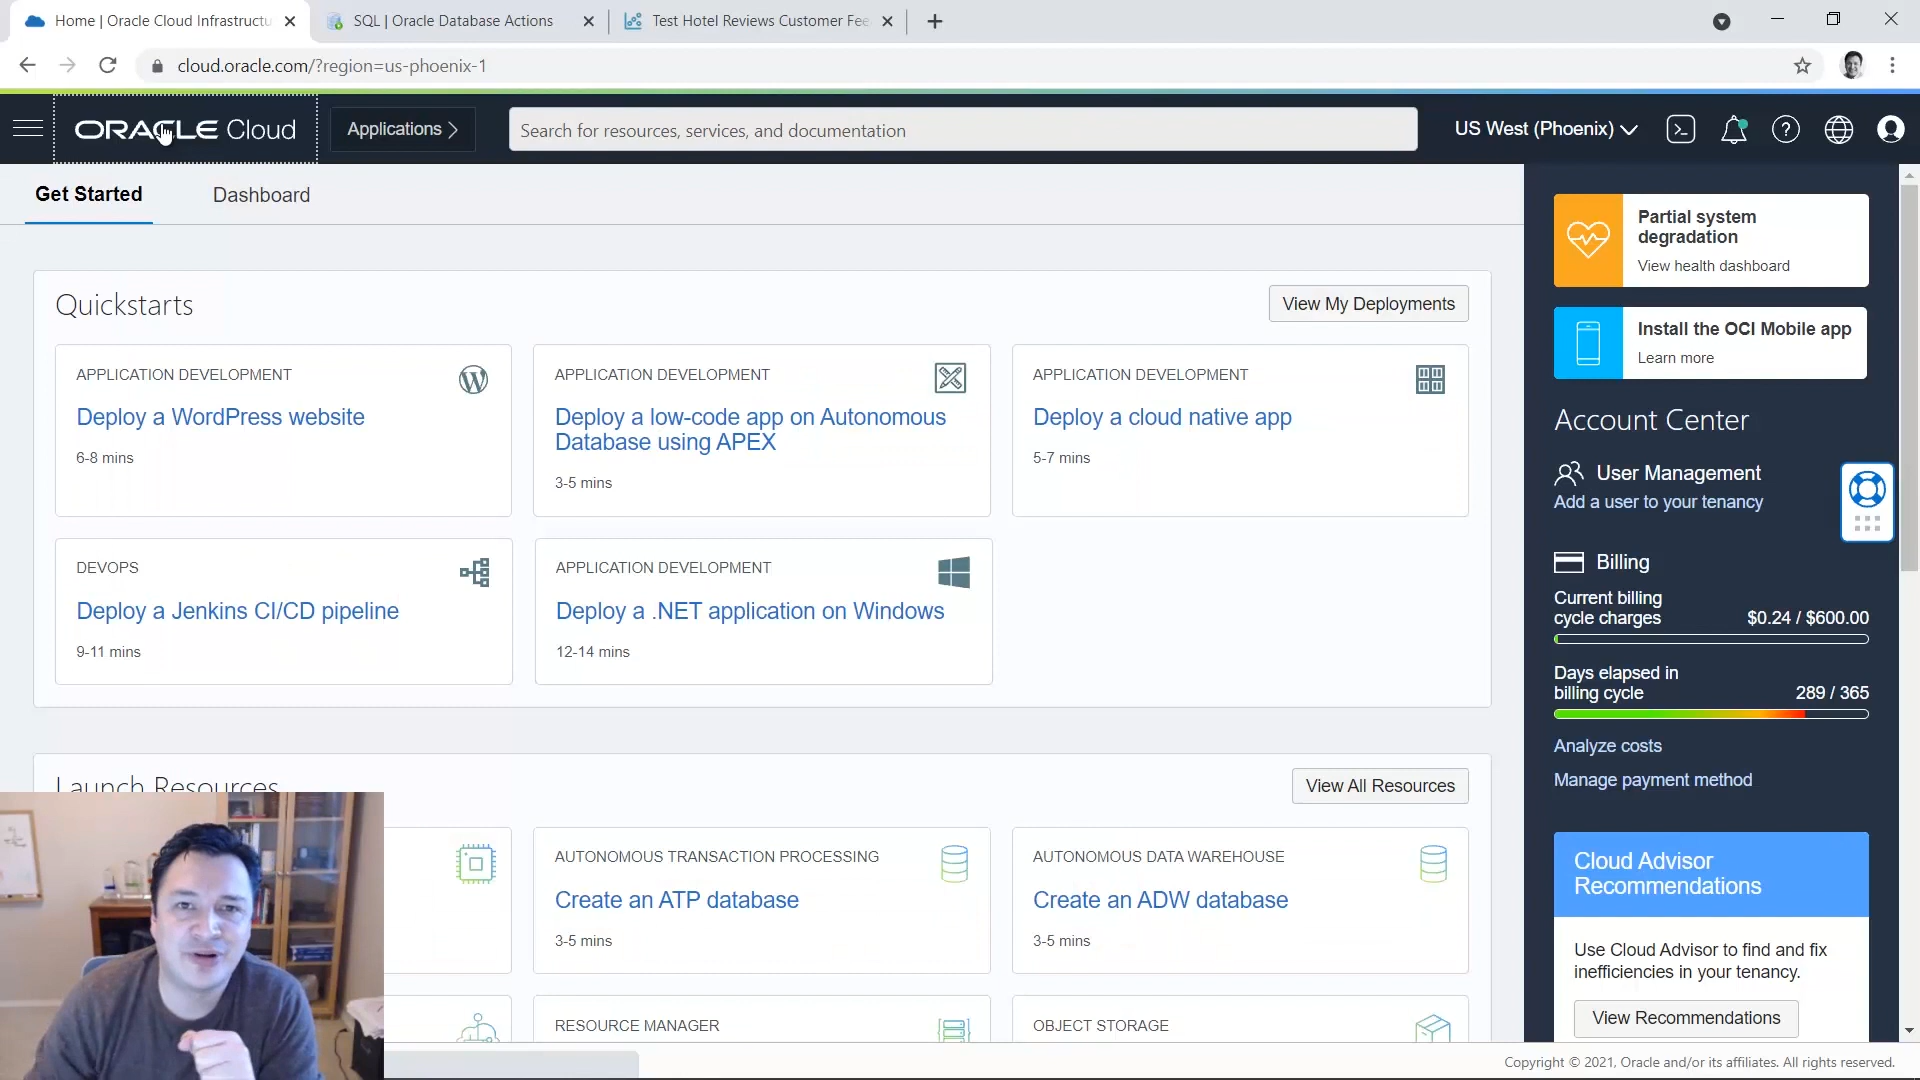 Home | Oracle Cloud Infrastructu
SQL | Oracle Database Actions
Test Hotel Reviews Customer Fee
cloud.oracle.com/?region=us-phoenix-1
ORACLE Cloud
Applications
Search for resources, services, and documentation
US West (Phoenix)
Get Started
Dashboard
Quickstarts
View My Deployments
APPLICATION DEVELOPMENT
Deploy a WordPress website
6-8 mins
APPLICATION DEVELOPMENT
Deploy a low-code app on Autonomous
Database using APEX
3-5 mins
APPLICATION DEVELOPMENT
Deploy a cloud native app
5-7 mins
DEVOPS
Deploy a Jenkins CI/CD pipeline
9-11 mins
APPLICATION DEVELOPMENT
Deploy a .NET application on Windows
12-14 mins
Launch Resources
View All Resources
AUTONOMOUS TRANSACTION PROCESSING
Create an ATP database
3-5 mins
AUTONOMOUS DATA WAREHOUSE
Create an ADW database
3-5 mins
RESOURCE MANAGER
OBJECT STORAGE
Partial system
degradation
View health dashboard
Install the OCI Mobile app
Learn more
Account Center
User Management
Add a user to your tenancy
Billing
Current billing
cycle charges
$0.24 / $600.00
Days elapsed in
billing cycle
289 / 365
Analyze costs
Manage payment method
Cloud Advisor
Recommendations
Use Cloud Advisor to find and fix
inefficiencies in your tenancy.
View Recommendations
Copyright © 2021, Oracle and/or its affiliates. All rights reserved.